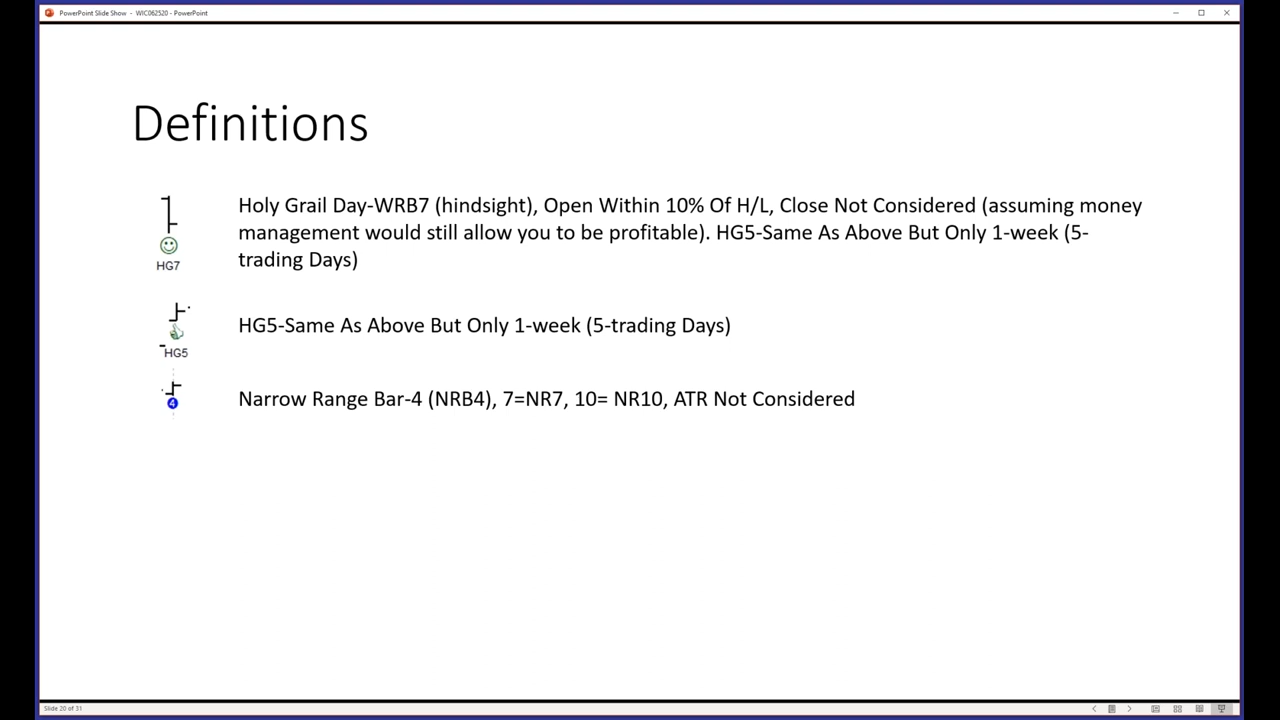 PowerPoint Slide Show - WIC062520 - PowerPoint
Definitions
Holy Grail Day-WRB7 (hindsight), Open Within 10% Of H/L, Close Not Considered (assuming money
management would still allow you to be profitable). HG5-Same As Above But Only 1-week (5-
trading Days)
HG7
HG5-Same As Above But Only 1-week (5-trading Days)
HG5
Narrow Range Bar-4 (NRB4), 7=NR7, 10= NR10, ATR Not Considered
4
Slide 20 of 31